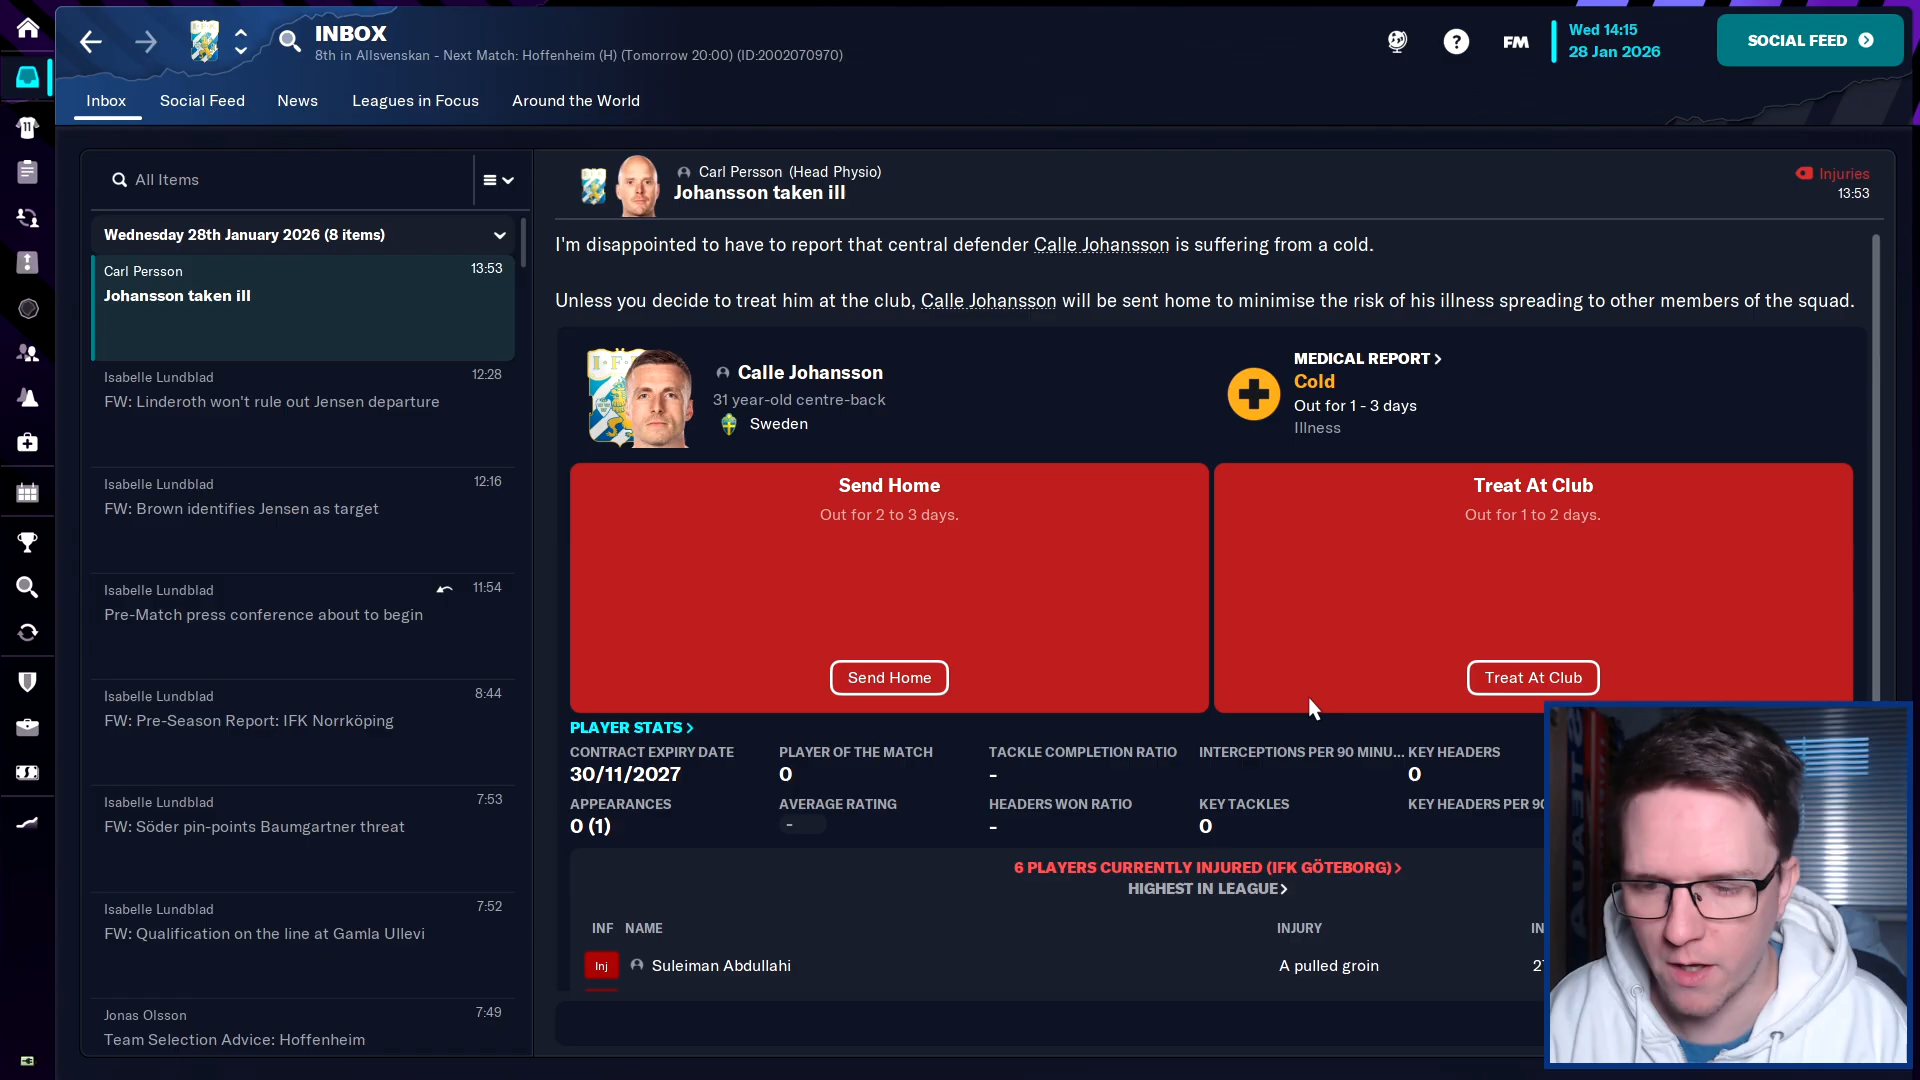 INBOX
8th in Allsvenskan - Next Match: Hoffenheim (H) (Tomorrow 20:00) (ID:2002070970)
FM
Wed 14:15
28 Jan 2026
SOCIAL FEED
Inbox
Social Feed
News
Leagues in Focus
Around the World
All Items
Wednesday 28th January 2026 (8 items)
Carl Persson
13:53
Johansson taken ill
Isabelle Lundblad
12:28
FW: Linderoth won't rule out Jensen departure
Isabelle Lundblad
12:16
FW: Brown identifies Jensen as target
Isabelle Lundblad
11:54
Pre-Match press conference about to begin
Isabelle Lundblad
8:44
FW: Pre-Season Report: IFK Norrköping
Isabelle Lundblad
7:53
FW: Söder pin-points Baumgartner threat
Isabelle Lundblad
7:52
FW: Qualification on the line at Gamla Ullevi
Jonas Olsson
7:49
Team Selection Advice: Hoffenheim
Carl Persson (Head Physio)
Johansson taken ill
Injuries
13:53
I'm disappointed to have to report that central defender Calle Johansson is suffering from a cold.
Unless you decide to treat him at the club, Calle Johansson will be sent home to minimise the risk of his illness spreading to other members of the squad.
Calle Johansson
31 year-old centre-back
Sweden
MEDICAL REPORT
Cold
Out for 1 - 3 days
Illness
Send Home
Out for 2 to 3 days.
Send Home
Treat At Club
Out for 1 to 2 days.
Treat At Club
PLAYER STATS
CONTRACT EXPIRY DATE
30/11/2027
PLAYER OF THE MATCH
0
TACKLE COMPLETION RATIO
-
INTERCEPTIONS PER 90 MINU...
KEY HEADERS
0
APPEARANCES
0 (1)
AVERAGE RATING
-
HEADERS WON RATIO
-
KEY TACKLES
0
KEY HEADERS PER 90
6 PLAYERS CURRENTLY INJURED (IFK GÖTEBORG)
HIGHEST IN LEAGUE
INF
NAME
INJURY
Inj
Suleiman Abdullahi
A pulled groin